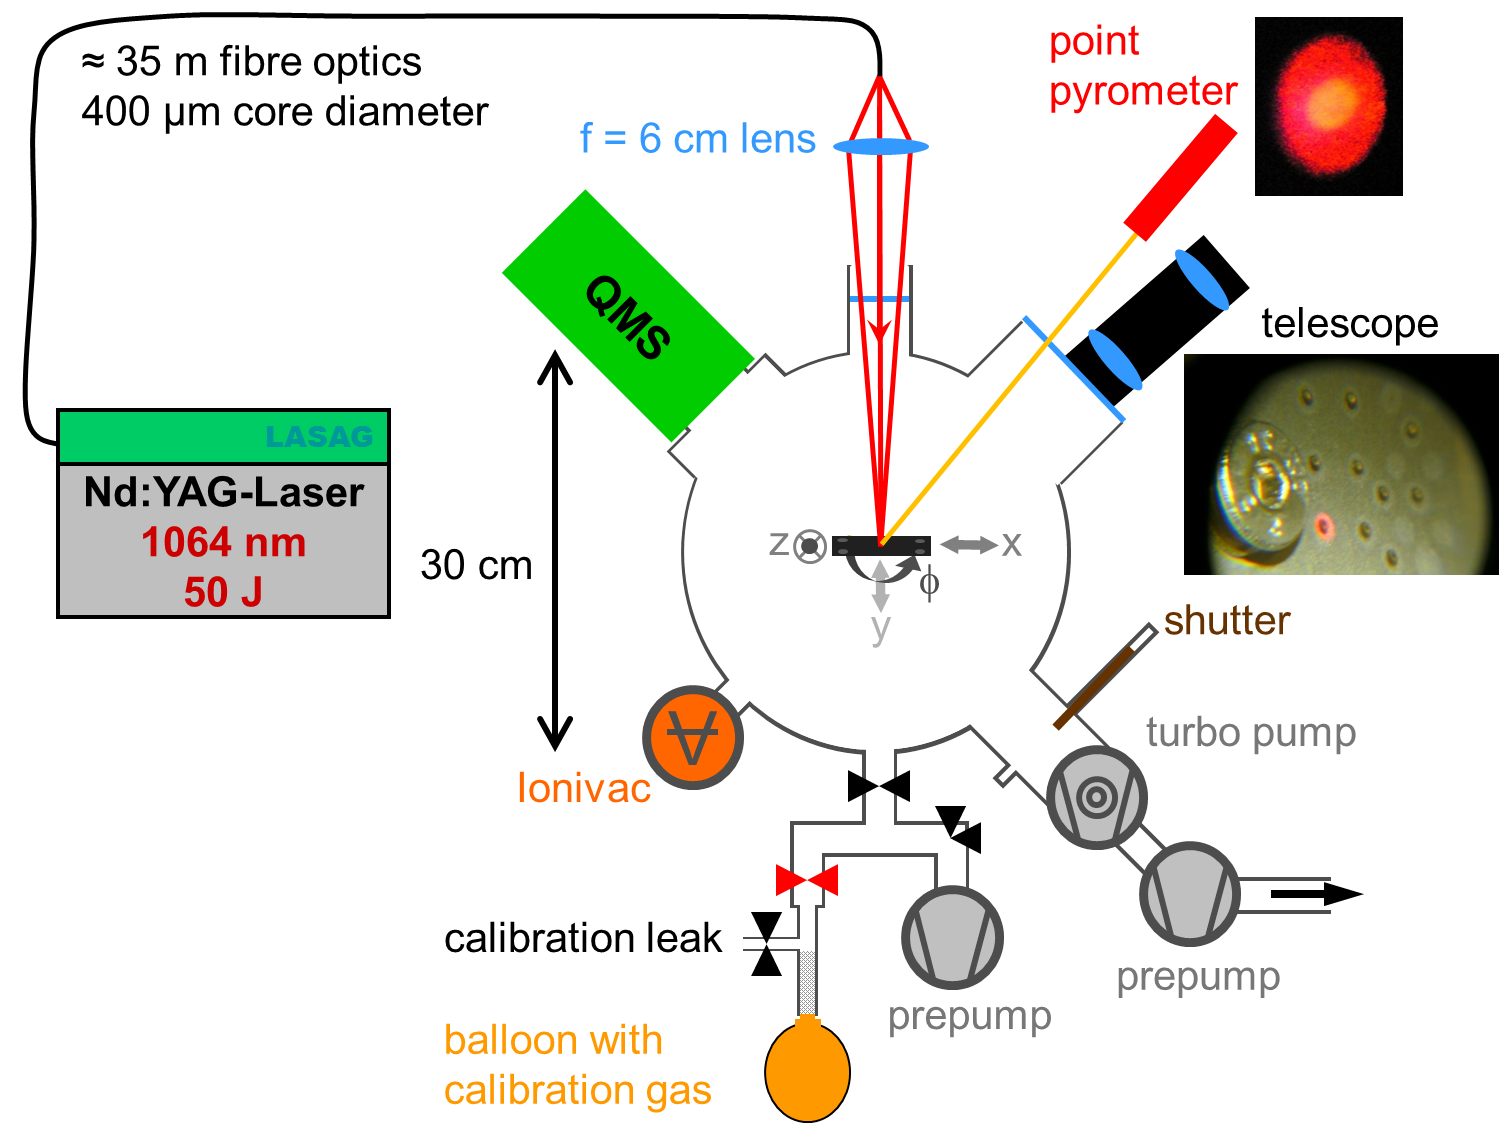 ≈ 35 m fibre optics
400 µm core diameter
f = 6 cm lens
point
pyrometer
QMS
telescope
LASAG
Nd:YAG-Laser
1064 nm
50 J
30 cm
z
x
ϕ
y
shutter
turbo pump
Ionivac
calibration leak
prepump
prepump
balloon with
calibration gas